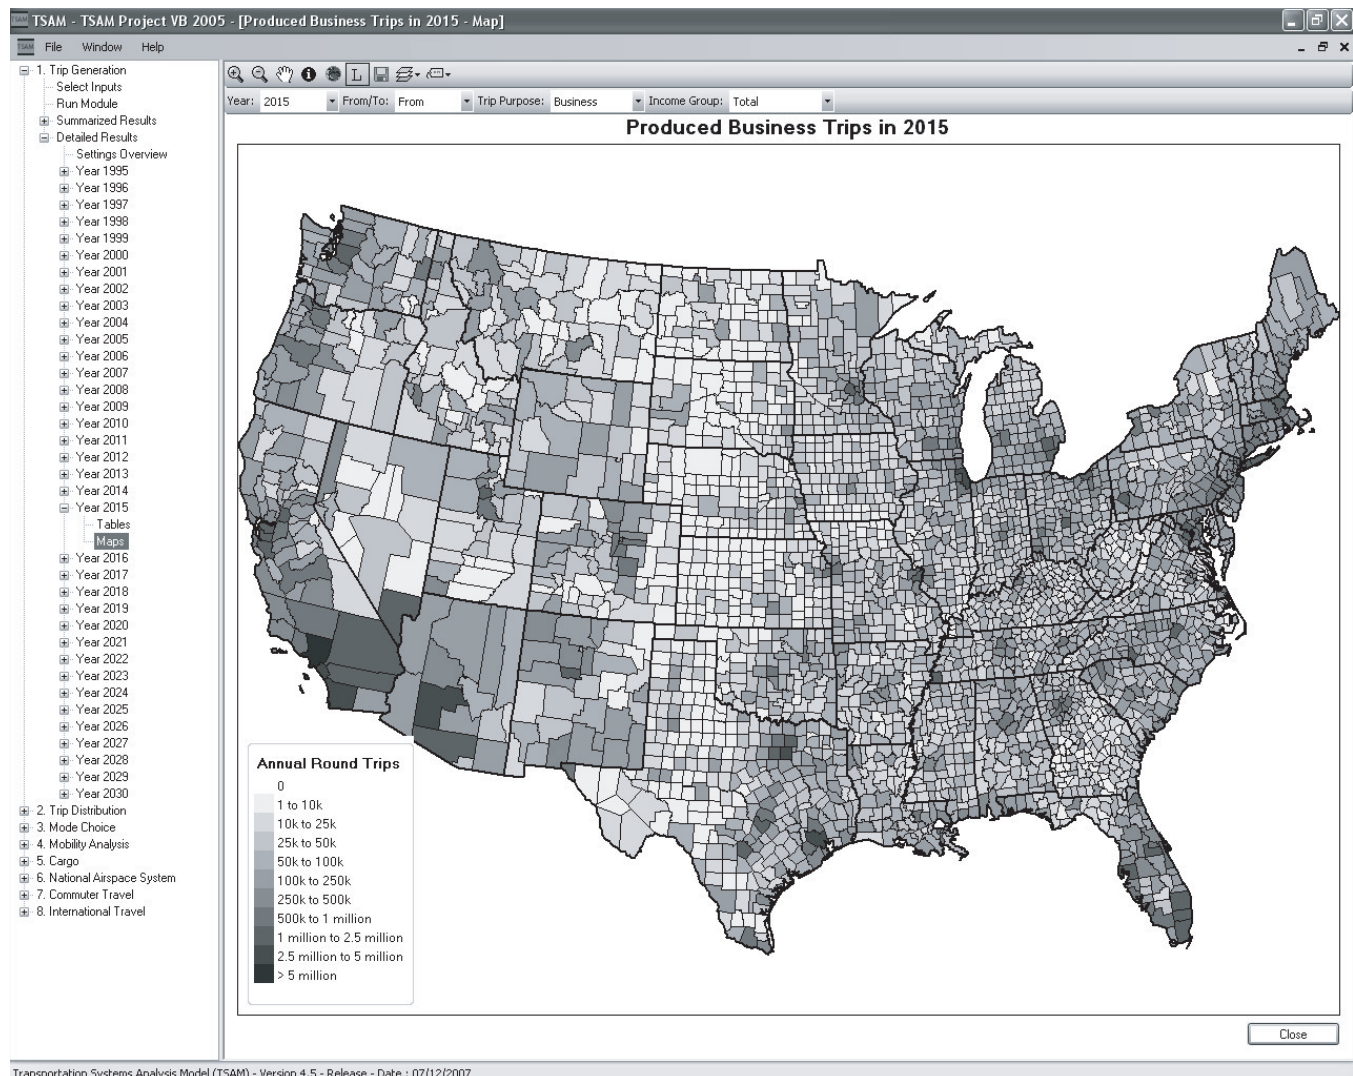 TSAM - TSAM Project VB 2005 - [Produced Business Trips in 2015 - Map]
TSAM File Window Help
1. Trip Generation
Select Inputs
Run Module
Summarized Results
Detailed Results
Settings Overview
Year 1995
Year 1996
Year 1997
Year 1998
Year 1999
Year 2000
Year 2001
Year 2002
Year 2003
Year 2004
Year 2005
Year 2006
Year 2007
Year 2008
Year 2009
Year 2010
Year 2011
Year 2012
Year 2013
Year 2014
Year 2015
Tables
Maps
Year 2016
Year 2017
Year 2018
Year 2019
Year 2020
Year 2021
Year 2022
Year 2023
Year 2024
Year 2025
Year 2026
Year 2027
Year 2028
Year 2029
Year 2030
2. Trip Distribution
3. Mode Choice
4. Mobility Analysis
5. Cargo
6. National Airspace System
7. Commuter Travel
8. International Travel
L
Year: 2015 From/To: From Trip Purpose: Business Income Group: Total
Produced Business Trips in 2015
Annual Round Trips
0
1 to 10k
10k to 25k
25k to 50k
50k to 100k
100k to 250k
250k to 500k
500k to 1 million
1 million to 2.5 million
2.5 million to 5 million
> 5 million
Close
Transportation Systems Analysis Model (TSAM) - Version 4.5 - Release - Date : 07/12/2007